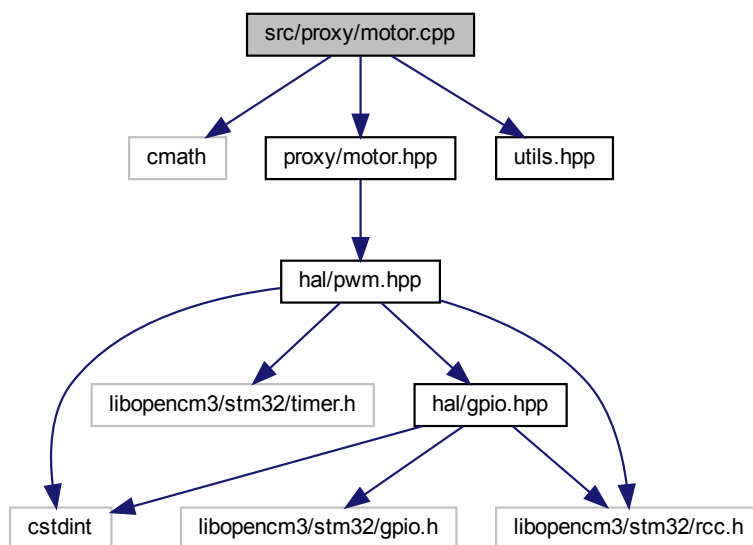 src/proxy/motor.cpp
cmath
proxy/motor.hpp
utils.hpp
hal/pwm.hpp
libopencm3/stm32/timer.h
hal/gpio.hpp
cstdint
libopencm3/stm32/gpio.h
libopencm3/stm32/rcc.h